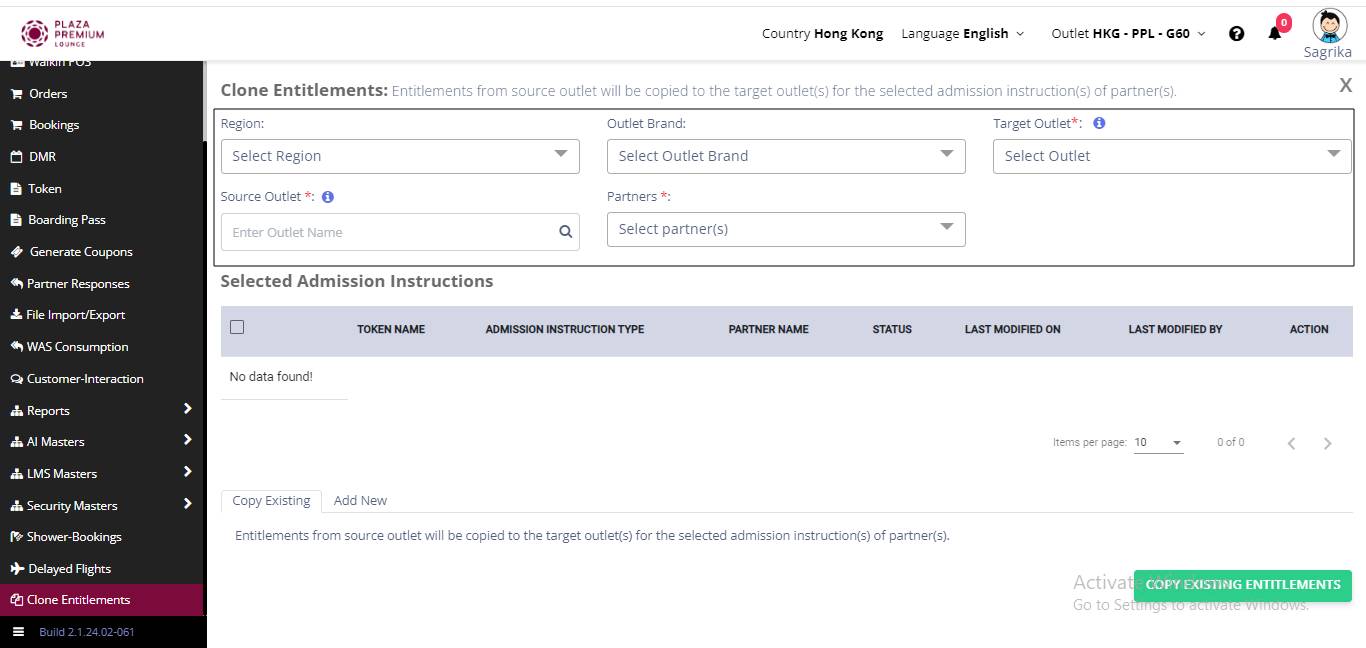 PLAZA
PREMIUM
LOUNGE
Country Hong Kong Language English Outlet HKG - PPL - G60 0
Sagrika
Walkin POS
Orders
Bookings
DMR
Token
Boarding Pass
Generate Coupons
Partner Responses
File Import/Export
WAS Consumption
Customer-Interaction
Reports
AI Masters
LMS Masters
Security Masters
Shower-Bookings
Delayed Flights
Clone Entitlements
Build 2.1.24.02-061
Clone Entitlements: Entitlements from source outlet will be copied to the target outlet(s) for the selected admission instruction(s) of partner(s). X
Region: Outlet Brand: Target Outlet*:
Select Region Select Outlet Brand Select Outlet
Source Outlet *: Partners *:
Enter Outlet Name Select partner(s)
Selected Admission Instructions
TOKEN NAME ADMISSION INSTRUCTION TYPE PARTNER NAME STATUS LAST MODIFIED ON LAST MODIFIED BY ACTION
No data found!
Items per page: 10 0 of 0
Copy Existing Add New
Entitlements from source outlet will be copied to the target outlet(s) for the selected admission instruction(s) of partner(s).
COPY EXISTING ENTITLEMENTS
Activate Windows
Go to Settings to activate Windows.